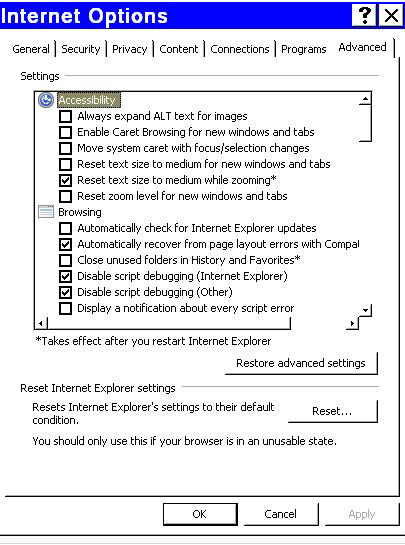 Internet Options
General Security Privacy Content Connections Programs Advanced
Settings
Accessibility
Always expand ALT text for images
Enable Caret Browsing for new windows and tabs
Move system caret with focus/selection changes
Reset text size to medium for new windows and tabs
Reset text size to medium while zooming*
Reset zoom level for new windows and tabs
Browsing
Automatically check for Internet Explorer updates
Automatically recover from page layout errors with Compal
Close unused folders in History and Favorites*
Disable script debugging (Internet Explorer)
Disable script debugging (Other)
Display a notification about every script error
*Takes effect after you restart Internet Explorer
Restore advanced settings
Reset Internet Explorer settings
Resets Internet Explorer's settings to their default
condition.
Reset...
You should only use this if your browser is in an unusable state.
OK Cancel Apply